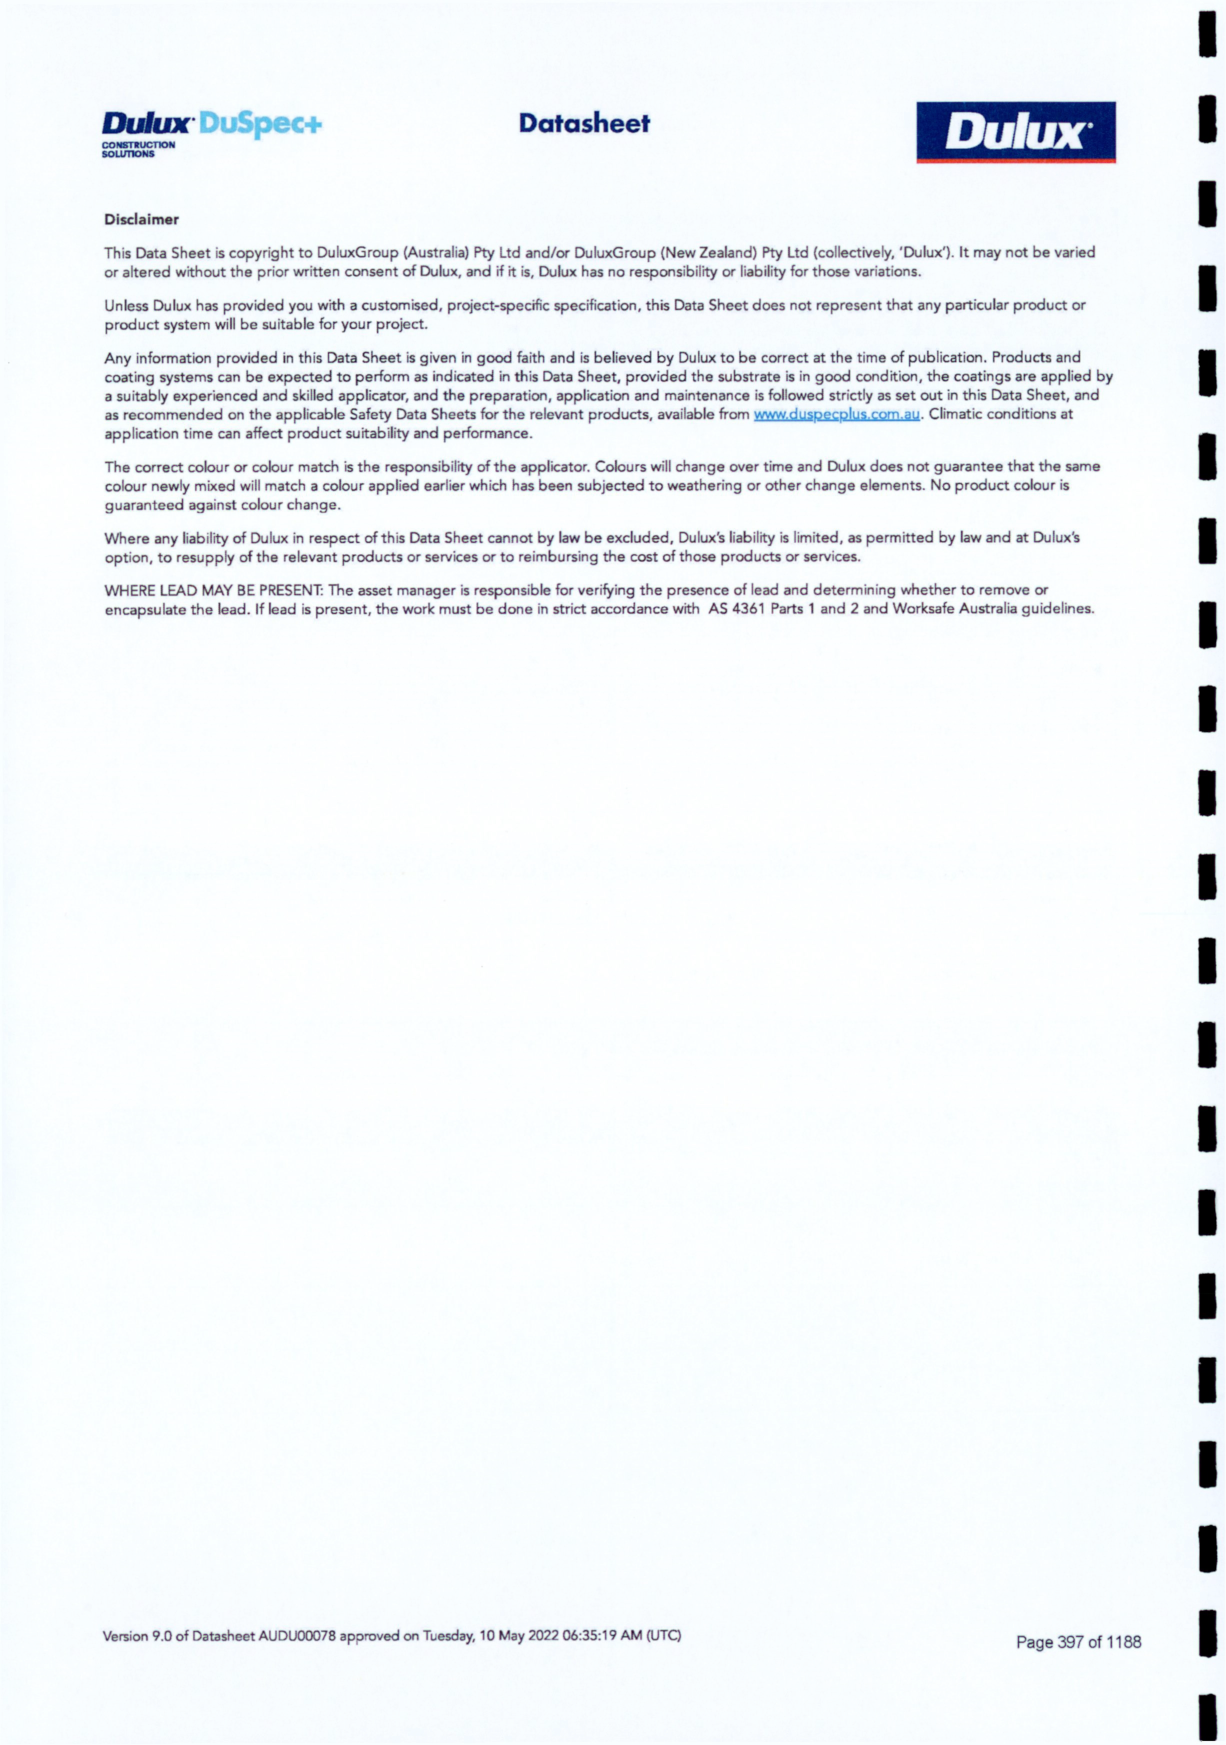 Dulux DuSpec+
CONSTRUCTION
SOLUTIONS
Datasheet
Dulux
Disclaimer
This Data Sheet is copyright to DuluxGroup (Australia) Pty Ltd and/or DuluxGroup (New Zealand) Pty Ltd (collectively, 'Dulux'). It may not be varied
or altered without the prior written consent of Dulux, and if it is, Dulux has no responsibility or liability for those variations.
Unless Dulux has provided you with a customised, project-specific specification, this Data Sheet does not represent that any particular product or
product system will be suitable for your project.
Any information provided in this Data Sheet is given in good faith and is believed by Dulux to be correct at the time of publication. Products and
coating systems can be expected to perform as indicated in this Data Sheet, provided the substrate is in good condition, the coatings are applied by
a suitably experienced and skilled applicator, and the preparation, application and maintenance is followed strictly as set out in this Data Sheet, and
as recommended on the applicable Safety Data Sheets for the relevant products, available from www.duspecplus.com.au. Climatic conditions at
application time can affect product suitability and performance.
The correct colour or colour match is the responsibility of the applicator. Colours will change over time and Dulux does not guarantee that the same
colour newly mixed will match a colour applied earlier which has been subjected to weathering or other change elements. No product colour is
guaranteed against colour change.
Where any liability of Dulux in respect of this Data Sheet cannot by law be excluded, Dulux's liability is limited, as permitted by law and at Dulux's
option, to resupply of the relevant products or services or to reimbursing the cost of those products or services.
WHERE LEAD MAY BE PRESENT: The asset manager is responsible for verifying the presence of lead and determining whether to remove or
encapsulate the lead. If lead is present, the work must be done in strict accordance with AS 4361 Parts 1 and 2 and Worksafe Australia guidelines.
Version 9.0 of Datasheet AUDU00078 approved on Tuesday, 10 May 2022 06:35:19 AM (UTC)
Page 397 of 1188